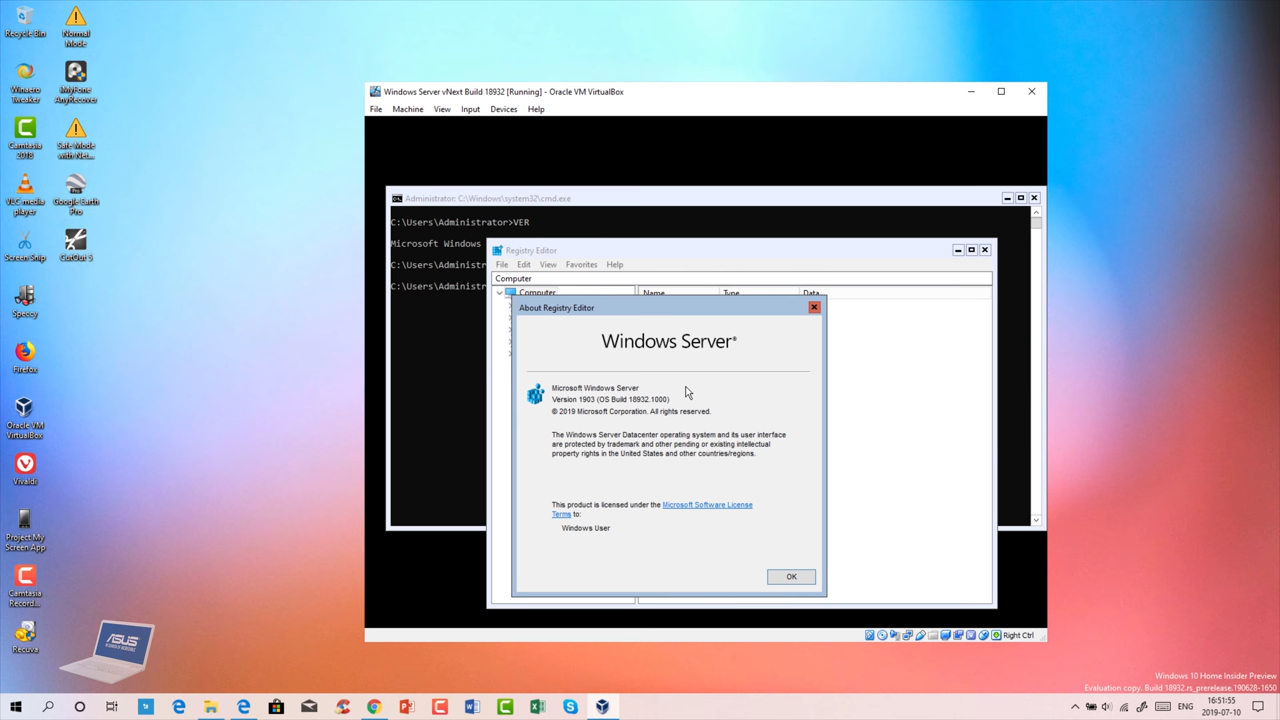 Recycle Bin
Normal Mode
Winaero Tweaker
iMyFone AnyRecover
Camtasia 2018
Safe Mode with Net...
VLC media player
Google Earth Pro
Screen Snip
ClotOut 5
Speccy
Firefox
Oracle VM VirtualBox
Vivaldi
Project My Screen App
Camtasia Record...
Recuva
ASUS
Windows Server vNext Build 18932 [Running] - Oracle VM VirtualBox
File Machine View Input Devices Help
Administrator: C:\Windows\system32\cmd.exe
C:\Users\Administrator>VER
Microsoft Windows
C:\Users\Administr
C:\Users\Administr
Registry Editor
File Edit View Favorites Help
Computer
Computer
Name Type Data
About Registry Editor
Windows Server®
Microsoft Windows Server
Version 1903 (OS Build 18932.1000)
© 2019 Microsoft Corporation. All rights reserved.
The Windows Server Datacenter operating system and its user interface
are protected by trademark and other pending or existing intellectual
property rights in the United States and other countries/regions.
This product is licensed under the Microsoft Software License
Terms to:
Windows User
OK
Right Ctrl
Windows 10 Home Insider Preview
Evaluation copy. Build 18932.rs_prerelease.190628-1650
ENG
16:51:55
2019-07-10